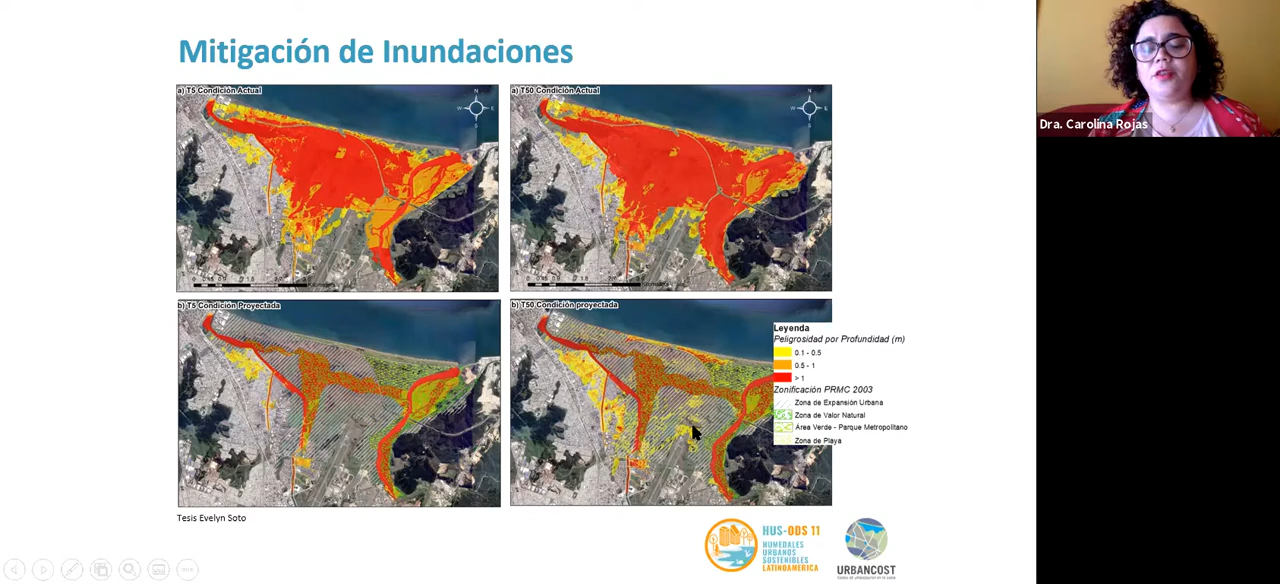 Mitigación de Inundaciones
a) T5 Condición Actual
a) T50 Condición Actual
N
W
E
S
N
W
E
S
b) T5 Condición Proyectada
b) T50 Condición proyectada
Leyenda
Peligrosidad por Profundidad (m)
0.1 - 0.5
0.5 - 1
> 1
Zonificación PRMC 2003
Zona de Expansión Urbana
Zona de Valor Natural
Área Verde - Parque Metropolitano
Zona de Playa
Tesis Evelyn Soto
HUS-ODS 11
HUMEDALES
URBANOS
SOSTENIBLES
LATINOAMÉRICA
URBANCOST
Dra. Carolina Rojas